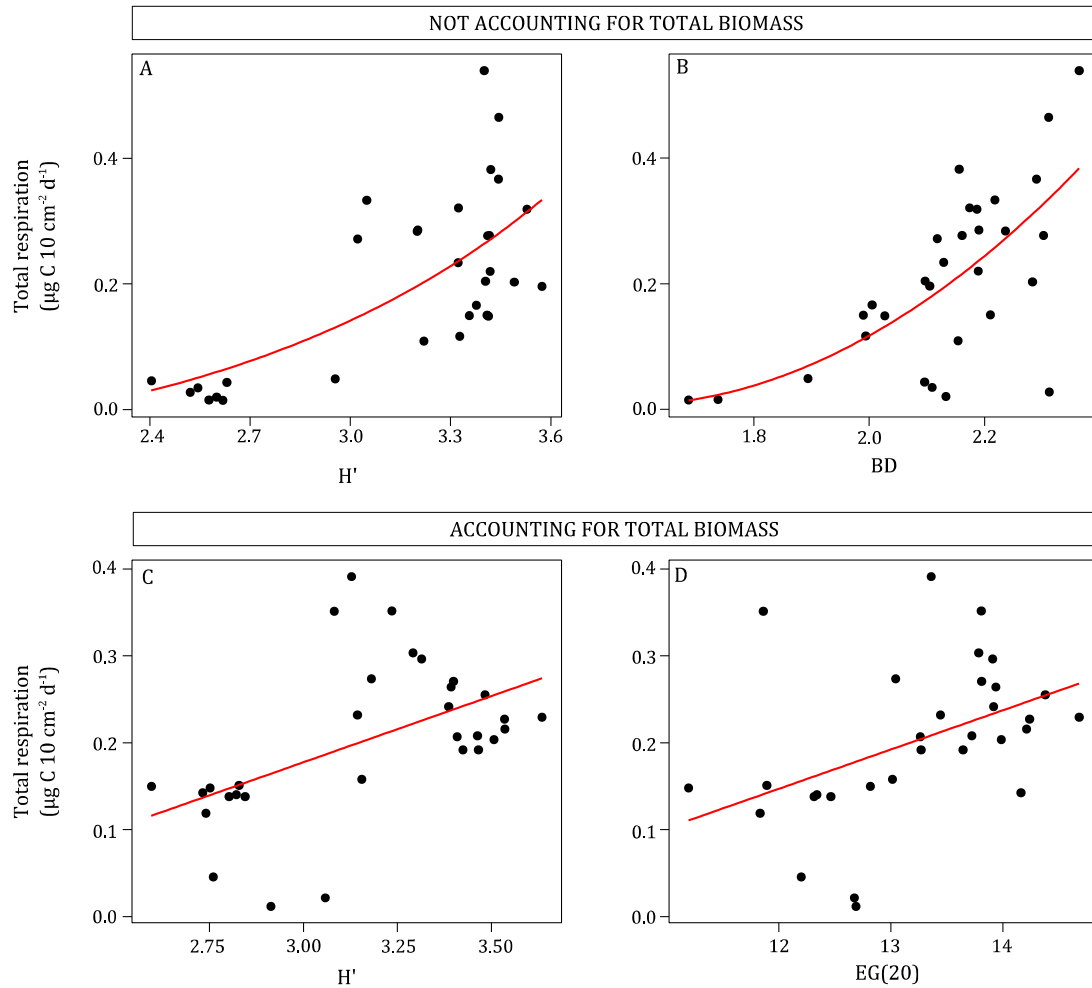 NOT ACCOUNTING FOR TOTAL BIOMASS
A
B
Total respiration
(µg C 10 cm⁻² d⁻¹)
0.4
0.2
0.0
2.4 2.7 3.0 3.3 3.6
H'
0.4
0.2
0.0
1.8 2.0 2.2
BD
ACCOUNTING FOR TOTAL BIOMASS
C
D
Total respiration
(µg C 10 cm⁻² d⁻¹)
0.4
0.3
0.2
0.1
0.0
2.75 3.00 3.25 3.50
H'
0.4
0.3
0.2
0.1
0.0
12 13 14
EG(20)